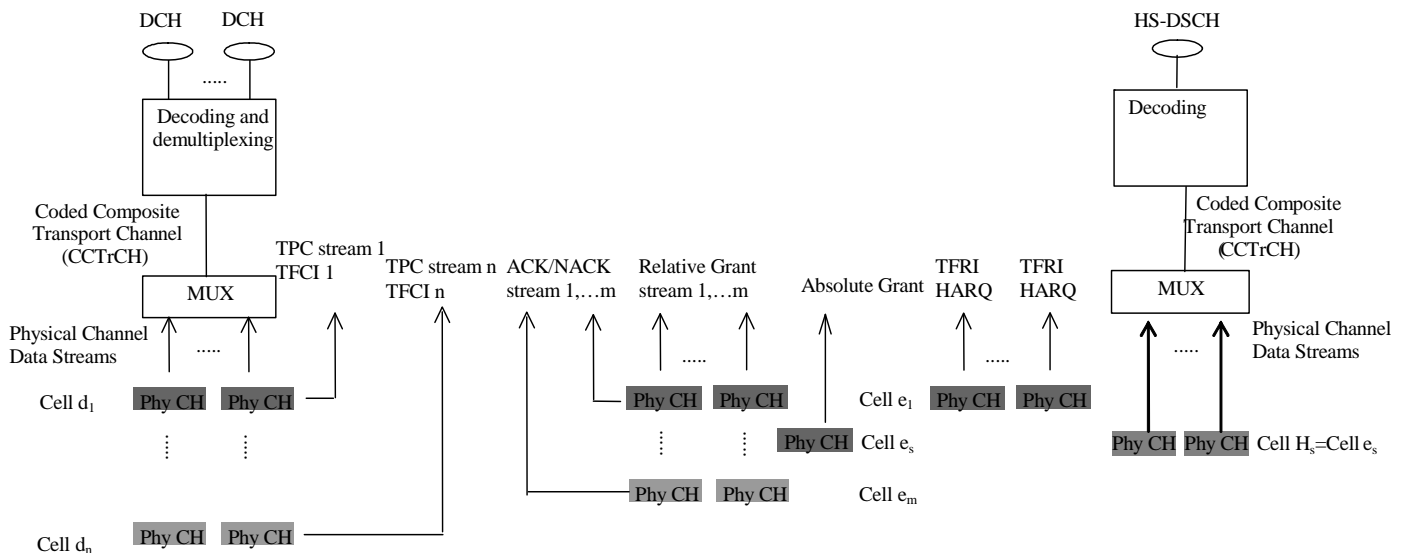 DCH
DCH
HS-DSCH
.....
Decoding and
demultiplexing
Decoding
Coded Composite
Transport Channel
(CCTrCH)
Coded Composite
Transport Channel
(CCTrCH)
TPC stream 1
TFCI 1
TPC stream n
TFCI n
ACK/NACK
stream 1,…m
Relative Grant
stream 1,…m
Absolute Grant
TFRI
HARQ
TFRI
HARQ
MUX
MUX
Physical Channel
Data Streams
.....
.....
.....
.....
Physical Channel
Data Streams
Cell d1
Phy CH
Phy CH
Phy CH
Phy CH
Cell e1
Phy CH
Phy CH
Phy CH
Cell es
Phy CH
Phy CH
Cell Hs=Cell es
Phy CH
Phy CH
Cell em
Cell dn
Phy CH
Phy CH